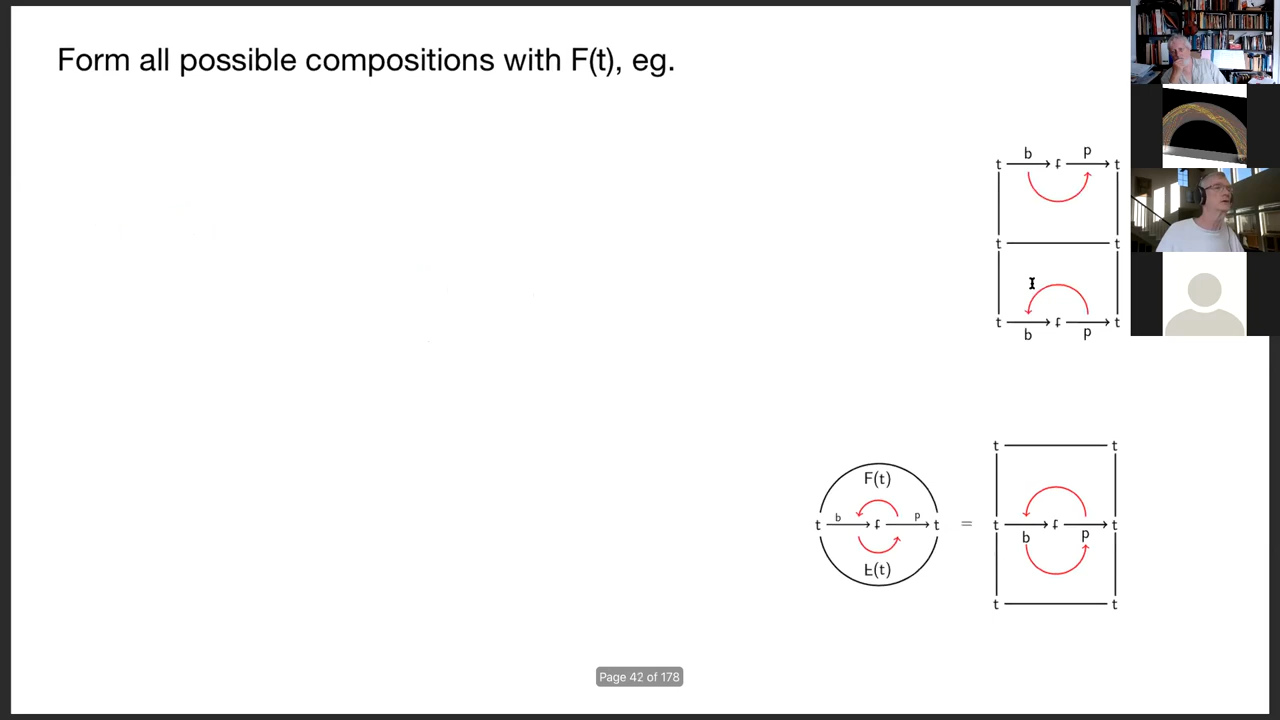 Form all possible compositions with F(t), eg.
b p
t t
t t
t t
b p
t t
F(t)
b p
t t = t t
b p
t t
Page 42 of 178